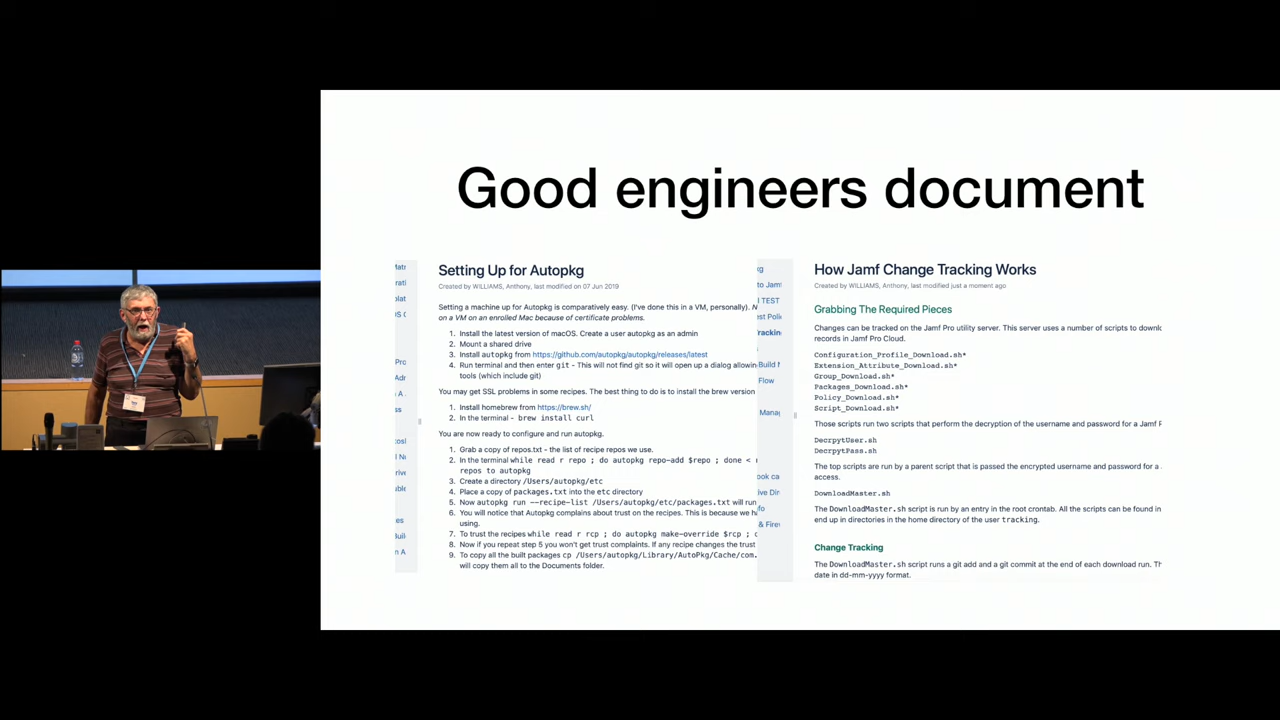 Good engineers document
Setting Up for Autopkg
Created by WILLIAMS, Anthony, last modified on 07 Jun 2019
Setting a machine up for Autopkg is comparatively easy. (I've done this in a VM, personally).
on a VM on an enrolled Mac because of certificate problems.
1. Install the latest version of macOS. Create a user autopkg as an admin
2. Mount a shared drive
3. Install autopkg from https://github.com/autopkg/autopkg/releases/latest
4. Run terminal and then enter git - This will not find git so it will open up a dialog allowin
tools (which include git)
You may get SSL problems in some recipes. The best thing to do is to install the brew version
1. Install homebrew from https://brew.sh/
2. In the terminal - brew install curl
You are now ready to configure and run autopkg.
1. Grab a copy of repos.txt - the list of recipe repos we use.
2. In the terminal while read r repo ; do autopkg repo-add $repo ; done <
repos to autopkg
3. Create a directory /Users/autopkg/etc
4. Place a copy of packages.txt into the etc directory
5. Now autopkg run --recipe-list /Users/autopkg/etc/packages.txt will run
6. You will notice that Autopkg complains about trust on the recipes. This is because we h
using.
7. To trust the recipes while read r rcp ; do autopkg make-override $rcp ;
8. Now if you repeat step 5 you won't get trust complaints. If any recipe changes the trust
9. To copy all the built packages cp /Users/autopkg/Library/AutoPkg/Cache/com.
will copy them all to the Documents folder.
How Jamf Change Tracking Works
Created by WILLIAMS, Anthony, last modified just a moment ago
Grabbing The Required Pieces
Changes can be tracked on the Jamf Pro utility server. This server uses a number of scripts to downlo
records in Jamf Pro Cloud.
Configuration_Profile_Download.sh*
Extension_Attribute_Download.sh*
Group_Download.sh*
Packages_Download.sh*
Policy_Download.sh*
Script_Download.sh*
Those scripts run two scripts that perform the decryption of the username and password for a Jamf P
DecrpytUser.sh
DecrpytPass.sh
The top scripts are run by a parent script that is passed the encrypted username and password for a
access.
DownloadMaster.sh
The DownloadMaster.sh script is run by an entry in the root crontab. All the scripts can be found in
end up in directories in the home directory of the user tracking.
Change Tracking
The DownloadMaster.sh script runs a git add and a git commit at the end of each download run. Th
date in dd-mm-yyyy format.